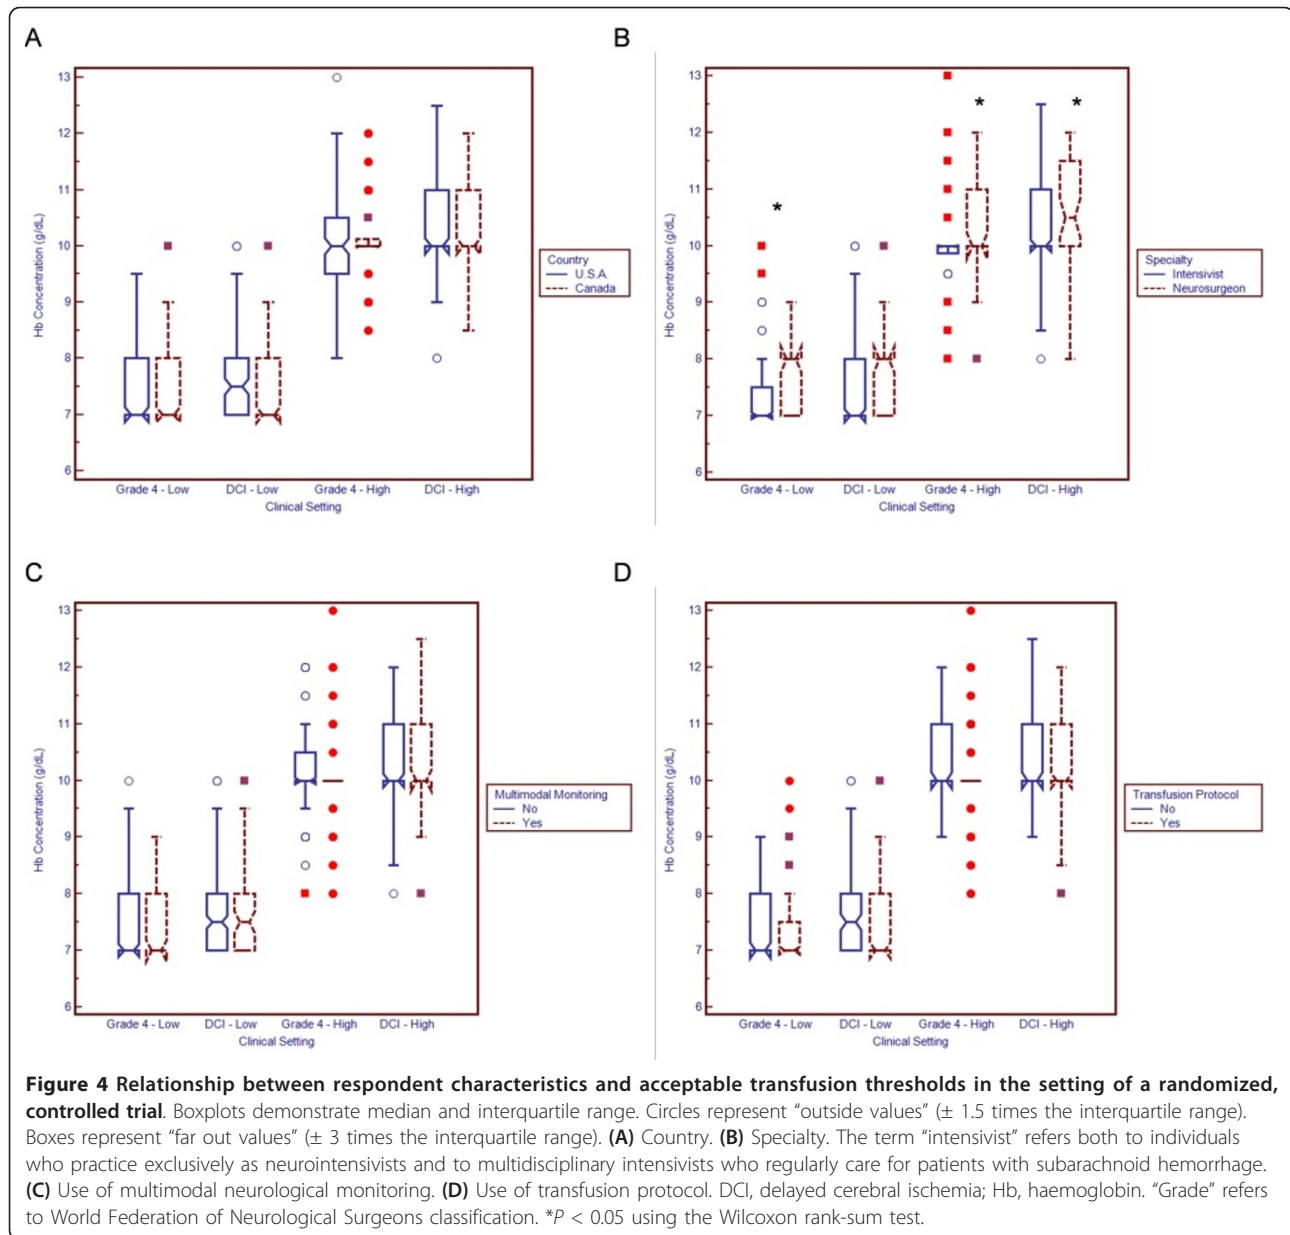 A
13
12
11
10
9
8
7
6
Hb Concentration (g/dL)
Grade 4 - Low DCI - Low Grade 4 - High DCI - High
Clinical Setting
Country
U.S.A.
Canada
B
13
12
11
10
9
8
7
6
Hb Concentration (g/dL)
* * *
Grade 4 - Low DCI - Low Grade 4 - High DCI - High
Clinical Setting
Specialty
Intensivist
Neurosurgeon
C
13
12
11
10
9
8
7
6
Hb Concentration (g/dL)
Grade 4 - Low DCI - Low Grade 4 - High DCI - High
Clinical Setting
Multimodal Monitoring
No
Yes
D
13
12
11
10
9
8
7
6
Hb Concentration (g/dL)
Grade 4 - Low DCI - Low Grade 4 - High DCI - High
Clinical Setting
Transfusion Protocol
No
Yes
Figure 4 Relationship between respondent characteristics and acceptable transfusion thresholds in the setting of a randomized,
controlled trial. Boxplots demonstrate median and interquartile range. Circles represent “outside values” (± 1.5 times the interquartile range).
Boxes represent “far out values” (± 3 times the interquartile range). (A) Country. (B) Specialty. The term “intensivist” refers both to individuals
who practice exclusively as neurointensivists and to multidisciplinary intensivists who regularly care for patients with subarachnoid hemorrhage.
(C) Use of multimodal neurological monitoring. (D) Use of transfusion protocol. DCI, delayed cerebral ischemia; Hb, haemoglobin. “Grade” refers
to World Federation of Neurological Surgeons classification. *P < 0.05 using the Wilcoxon rank-sum test.